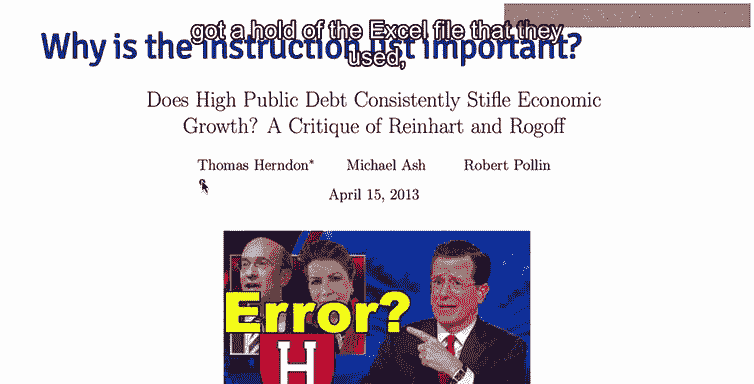 got a hold of the Excel file that they
used,
Why is the instruction list important?
Does High Public Debt Consistently Stifle Economic
Growth? A Critique of Reinhart and Rogoff
Thomas Herndon* Michael Ash Robert Pollin
April 15, 2013
Error?
H